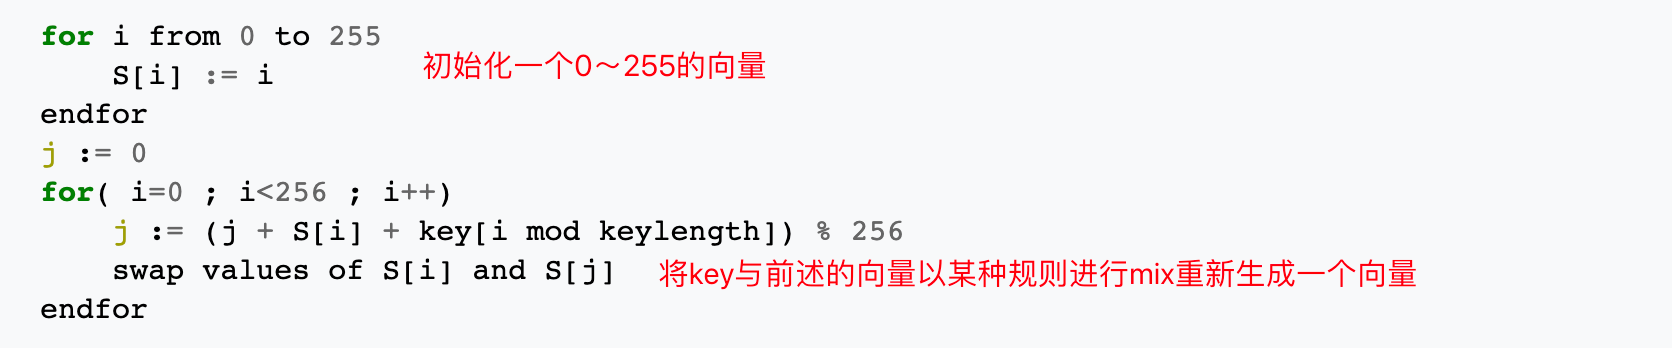 for i from 0 to 255
S[i] := i
初始化一个0～255的向量
endfor
j := 0
for( i=0 ; i<256 ; i++)
j := (j + S[i] + key[i mod keylength]) % 256
swap values of S[i] and S[j] 将key与前述的向量以某种规则进行mix重新生成一个向量
endfor